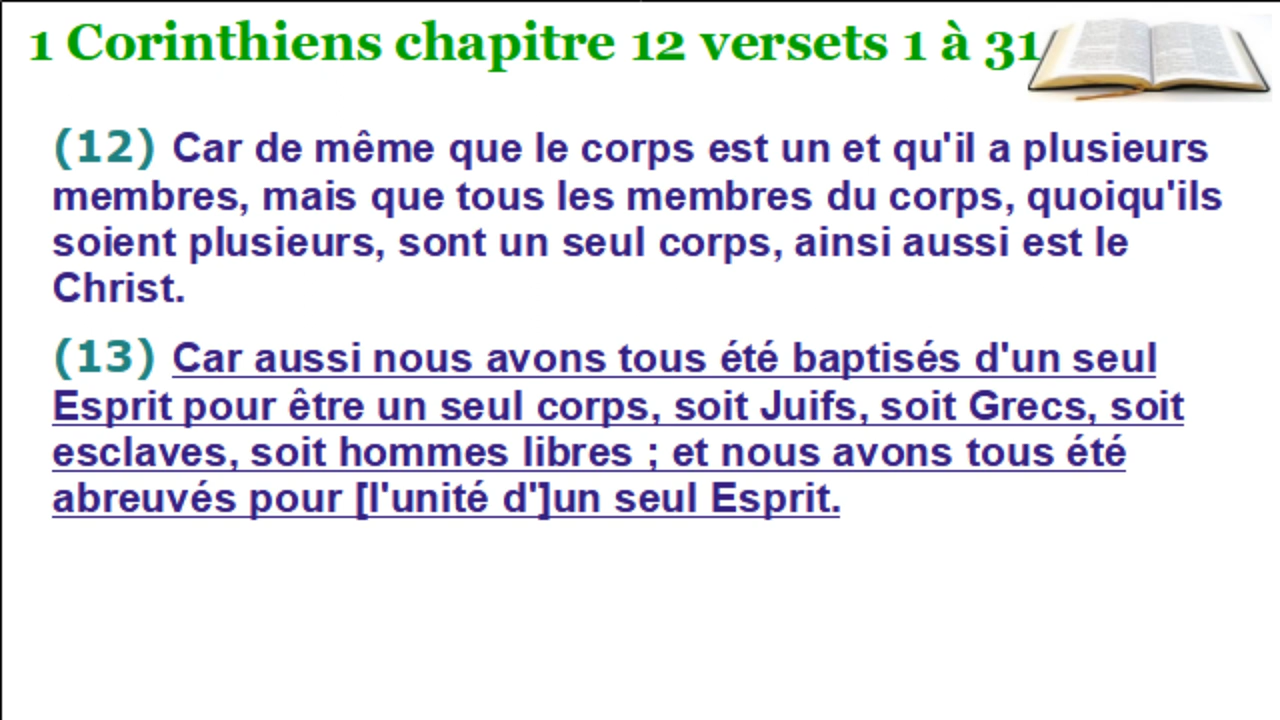 1 Corinthiens chapitre 12 versets 1 à 31
(12) Car de même que le corps est un et qu'il a plusieurs
membres, mais que tous les membres du corps, quoiqu'ils
soient plusieurs, sont un seul corps, ainsi aussi est le
Christ.
(13) Car aussi nous avons tous été baptisés d'un seul
Esprit pour être un seul corps, soit Juifs, soit Grecs, soit
esclaves, soit hommes libres ; et nous avons tous été
abreuvés pour [l'unité d']un seul Esprit.